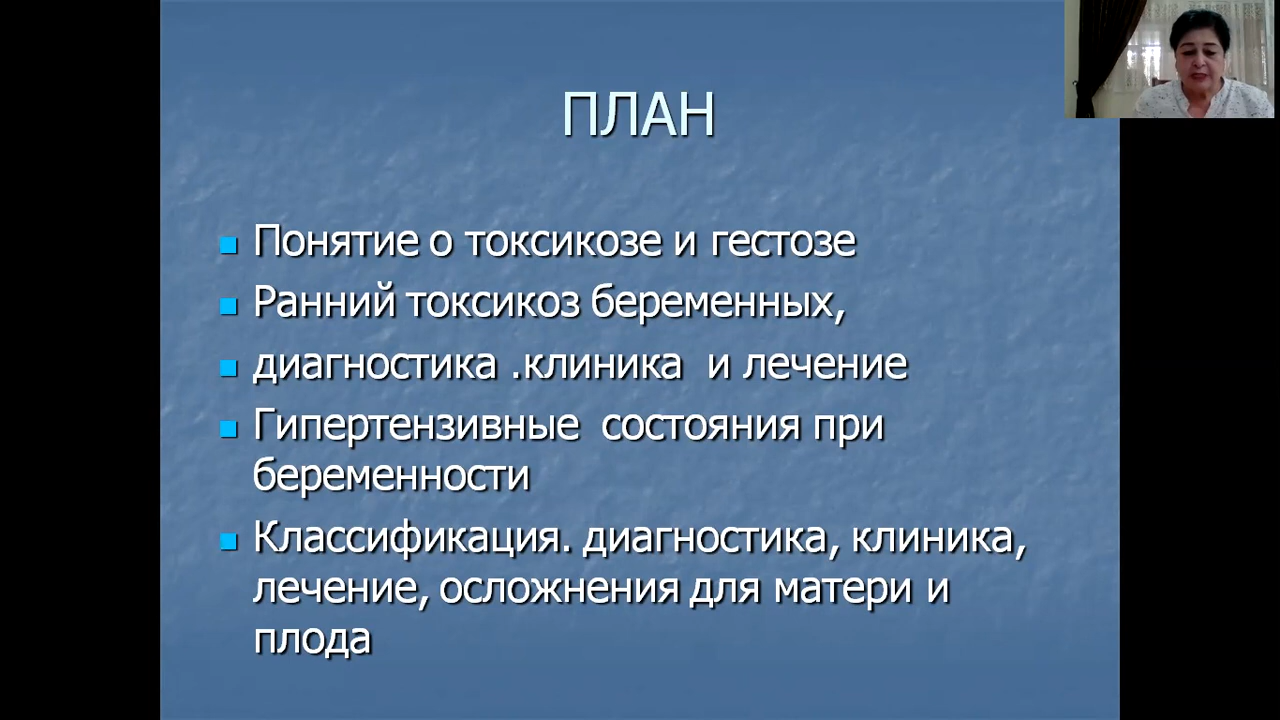 ПЛАН
Понятие о токсикозе и гестозе
Ранний токсикоз беременных,
диагностика .клиника  и лечение
Гипертензивные  состояния при
беременности
Классификация. диагностика, клиника,
лечение, осложнения для матери и
плода